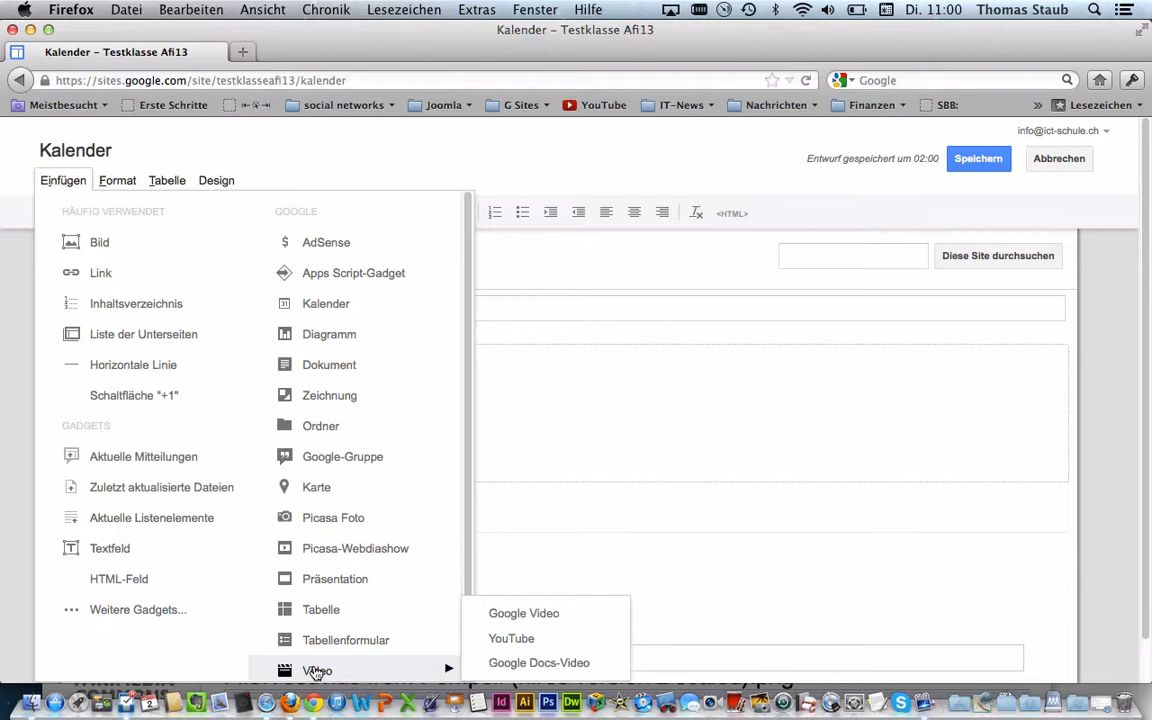 Firefox Datei Bearbeiten Ansicht Chronik Lesezeichen Extras Fenster Hilfe Di. 11:00 Thomas Staub
Kalender – Testklasse Afi13
Kalender – Testklasse Afi13
https://sites.google.com/site/testklasseafi13/kalender Google
Meistbesucht Erste Schritte social networks Joomla G Sites YouTube IT-News Nachrichten Finanzen SBB: » Lesezeichen
info@ict-schule.ch
Kalender
Entwurf gespeichert um 02:00 Speichern Abbrechen
Einfügen Format Tabelle Design
HÄUFIG VERWENDET
Bild
Link
Inhaltsverzeichnis
Liste der Unterseiten
Horizontale Linie
Schaltfläche "+1"
GADGETS
Aktuelle Mitteilungen
Zuletzt aktualisierte Dateien
Aktuelle Listenelemente
Textfeld
HTML-Feld
Weitere Gadgets...
GOOGLE
AdSense
Apps Script-Gadget
Kalender
Diagramm
Dokument
Zeichnung
Ordner
Google-Gruppe
Karte
Picasa Foto
Picasa-Webdiashow
Präsentation
Tabelle
Tabellenformular
Video
Google Video
YouTube
Google Docs-Video
<HTML>
Diese Site durchsuchen